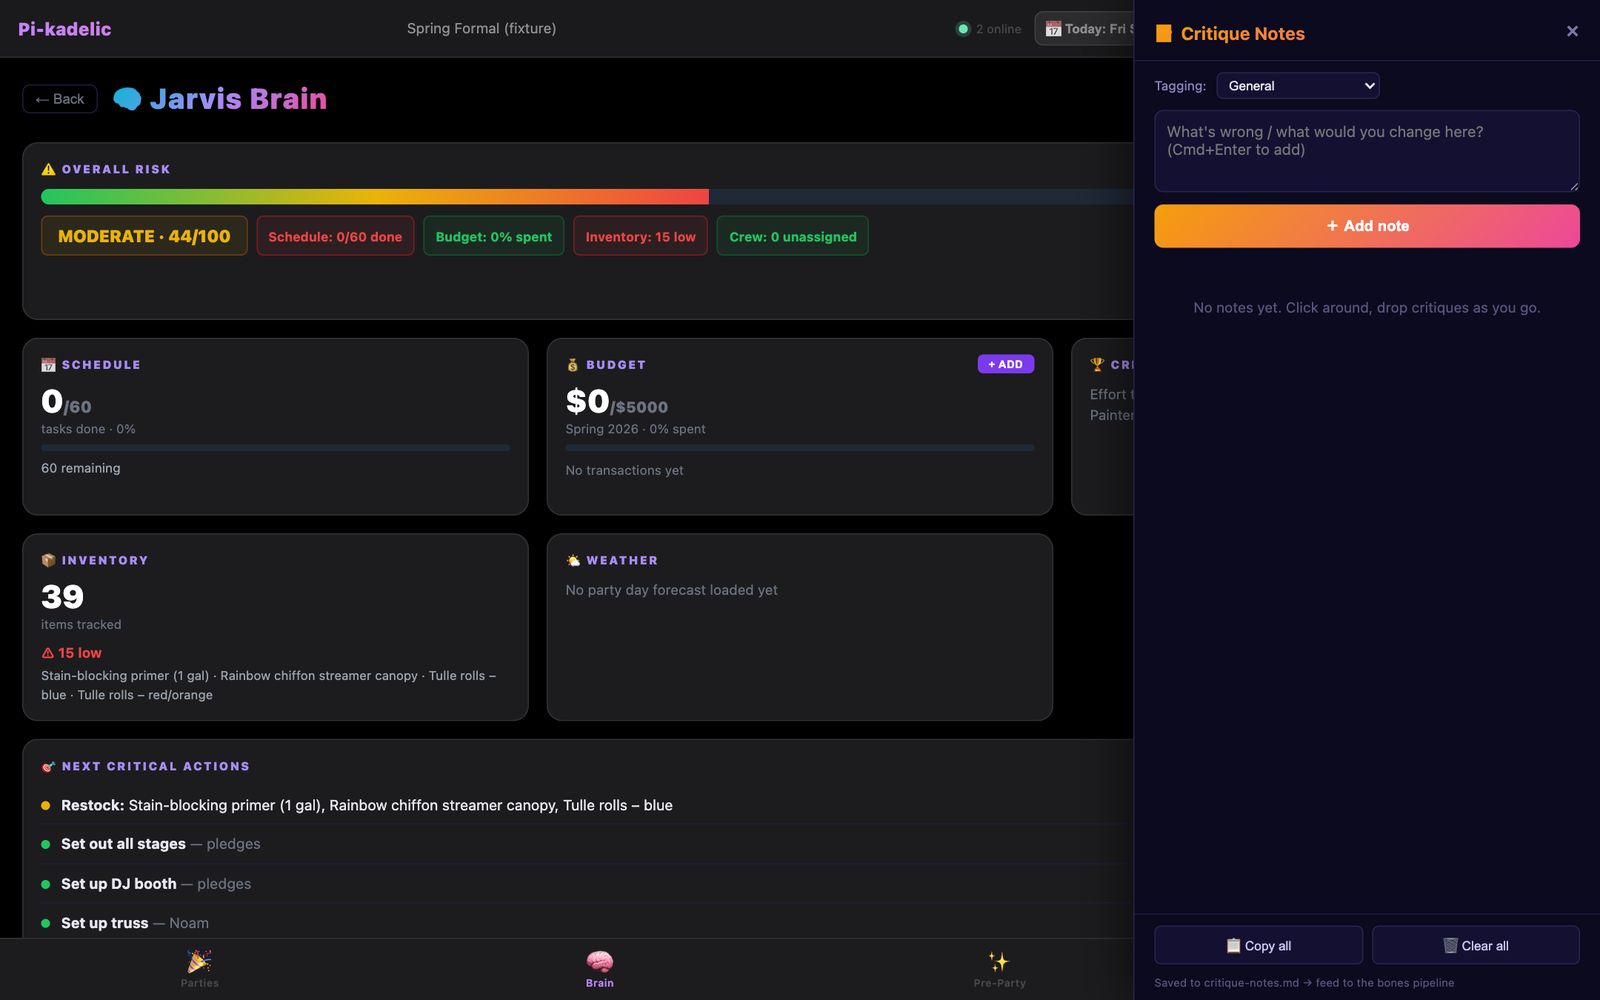 Pi-kadelic
Spring Formal (fixture)
2 online
Today: Fri
← Back
Jarvis Brain
OVERALL RISK
MODERATE · 44/100
Schedule: 0/60 done
Budget: 0% spent
Inventory: 15 low
Crew: 0 unassigned
SCHEDULE
0/60
tasks done · 0%
60 remaining
BUDGET
+ ADD
$0/$5000
Spring 2026 · 0% spent
No transactions yet
Effort
Painter
INVENTORY
39
items tracked
⚠ 15 low
Stain-blocking primer (1 gal) · Rainbow chiffon streamer canopy · Tulle rolls –
blue · Tulle rolls – red/orange
WEATHER
No party day forecast loaded yet
NEXT CRITICAL ACTIONS
Restock: Stain-blocking primer (1 gal), Rainbow chiffon streamer canopy, Tulle rolls – blue
Set out all stages — pledges
Set up DJ booth — pledges
Set up truss — Noam
Parties
Brain
Pre-Party
Critique Notes
×
Tagging:
General
What's wrong / what would you change here?
(Cmd+Enter to add)
+ Add note
No notes yet. Click around, drop critiques as you go.
Copy all
Clear all
Saved to critique-notes.md → feed to the bones pipeline